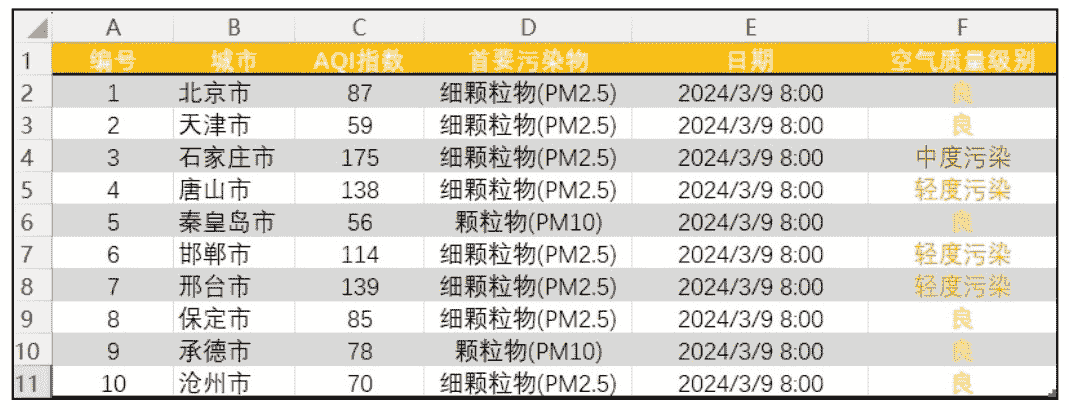 A B C D E F
1 编号 城市 AQI指数 首要污染物 日期 空气质量级别
2 1 北京市 87 细颗粒物(PM2.5) 2024/3/9 8:00 良
3 2 天津市 59 细颗粒物(PM2.5) 2024/3/9 8:00 良
4 3 石家庄市 175 细颗粒物(PM2.5) 2024/3/9 8:00 中度污染
5 4 唐山市 138 细颗粒物(PM2.5) 2024/3/9 8:00 轻度污染
6 5 秦皇岛市 56 颗粒物(PM10) 2024/3/9 8:00 良
7 6 邯郸市 114 细颗粒物(PM2.5) 2024/3/9 8:00 轻度污染
8 7 邢台市 139 细颗粒物(PM2.5) 2024/3/9 8:00 轻度污染
9 8 保定市 85 细颗粒物(PM2.5) 2024/3/9 8:00 良
10 9 承德市 78 颗粒物(PM10) 2024/3/9 8:00 良
11 10 沧州市 70 细颗粒物(PM2.5) 2024/3/9 8:00 良